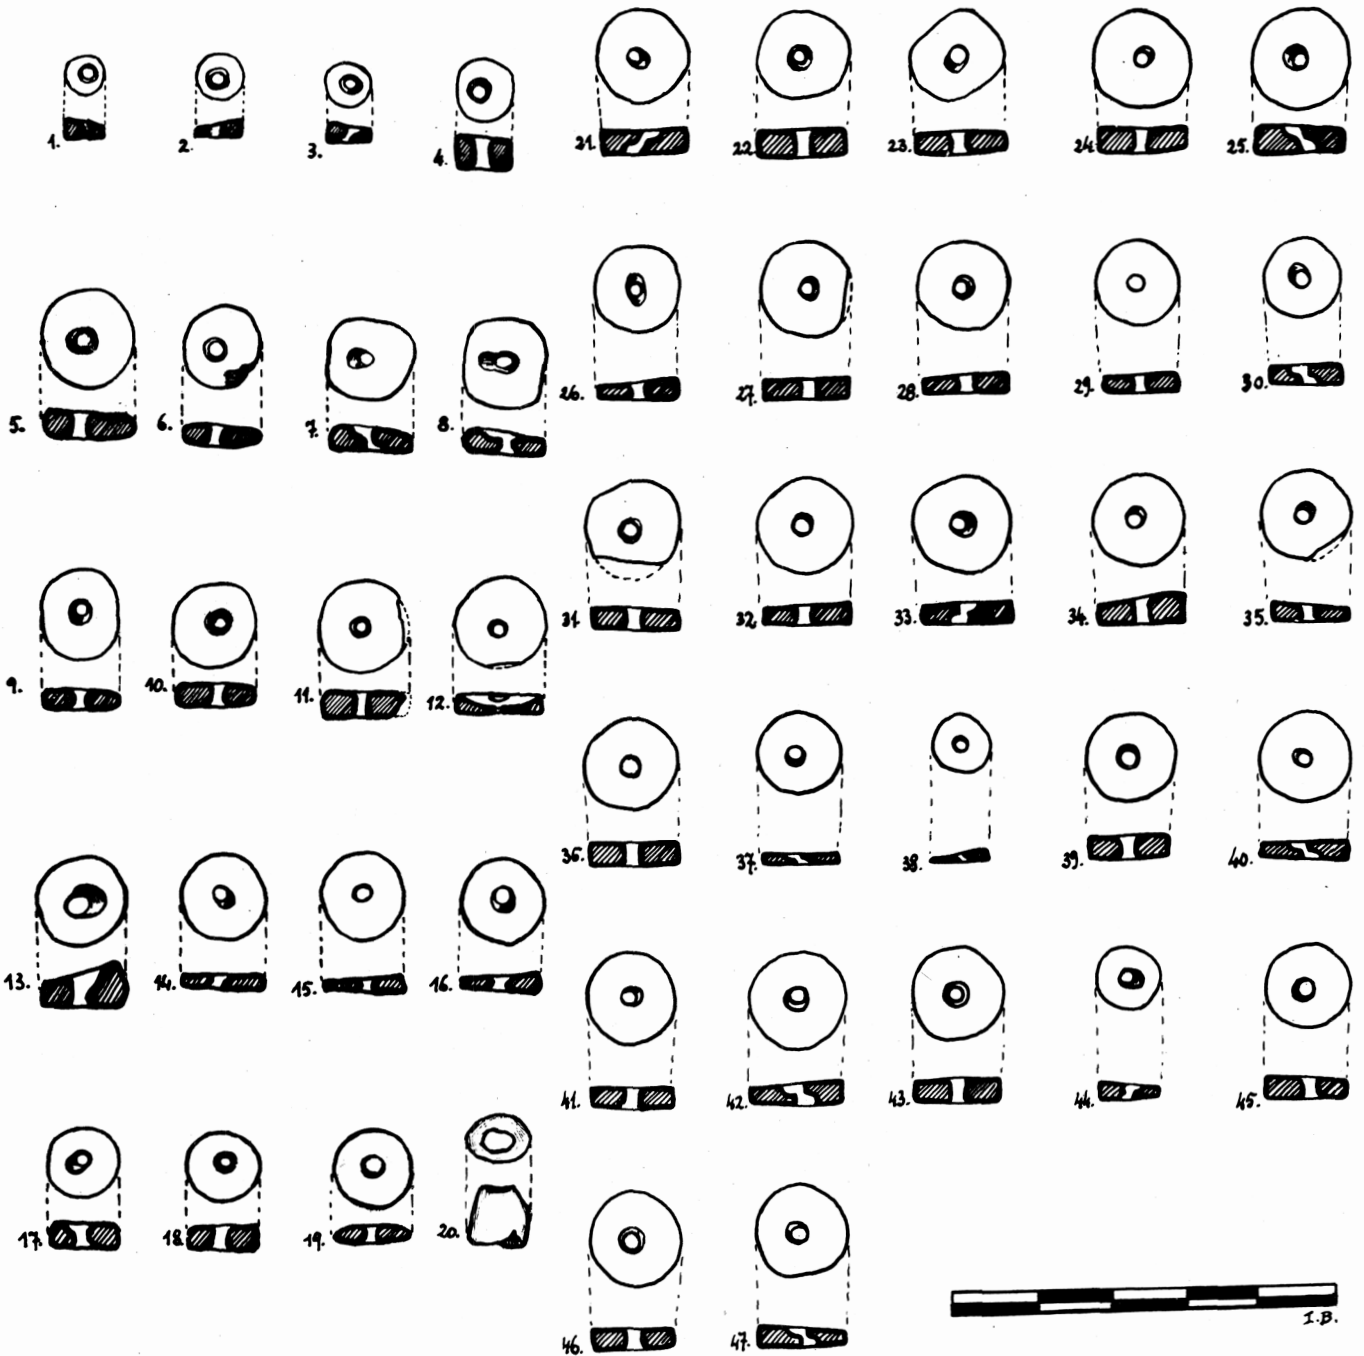 1. 2. 3. 4. 21. 22. 23. 24. 25.
5. 6. 7. 8. 26. 27. 28. 29. 30.
31. 32. 33. 34. 35.
9. 10. 11. 12.
36. 37. 38. 39. 40.
13. 14. 15. 16.
41. 42. 43. 44. 45.
17. 18. 19. 20.
46. 47.
I.B.